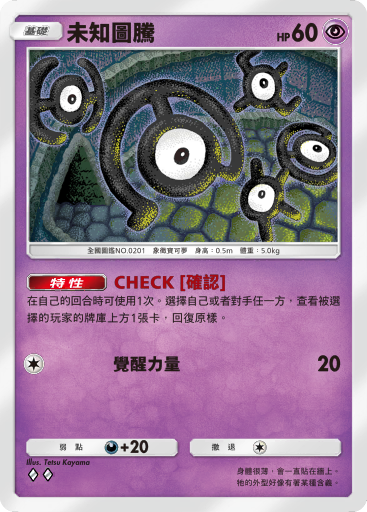 基礎 未知圖騰 HP60
全國圖鑑NO.0201 象徵寶可夢 身高：0.5m 體重：5.0kg
特性 CHECK [確認]
在自己的回合時可使用1次。選擇自己或者對手任一方，查看被選
擇的玩家的牌庫上方1張卡，回復原樣。
覺醒力量 20
弱點 +20 撤退
Illus. Tetsu Kayama
身體很薄，會一直貼在牆上。
牠的外型好像有著某種含義。